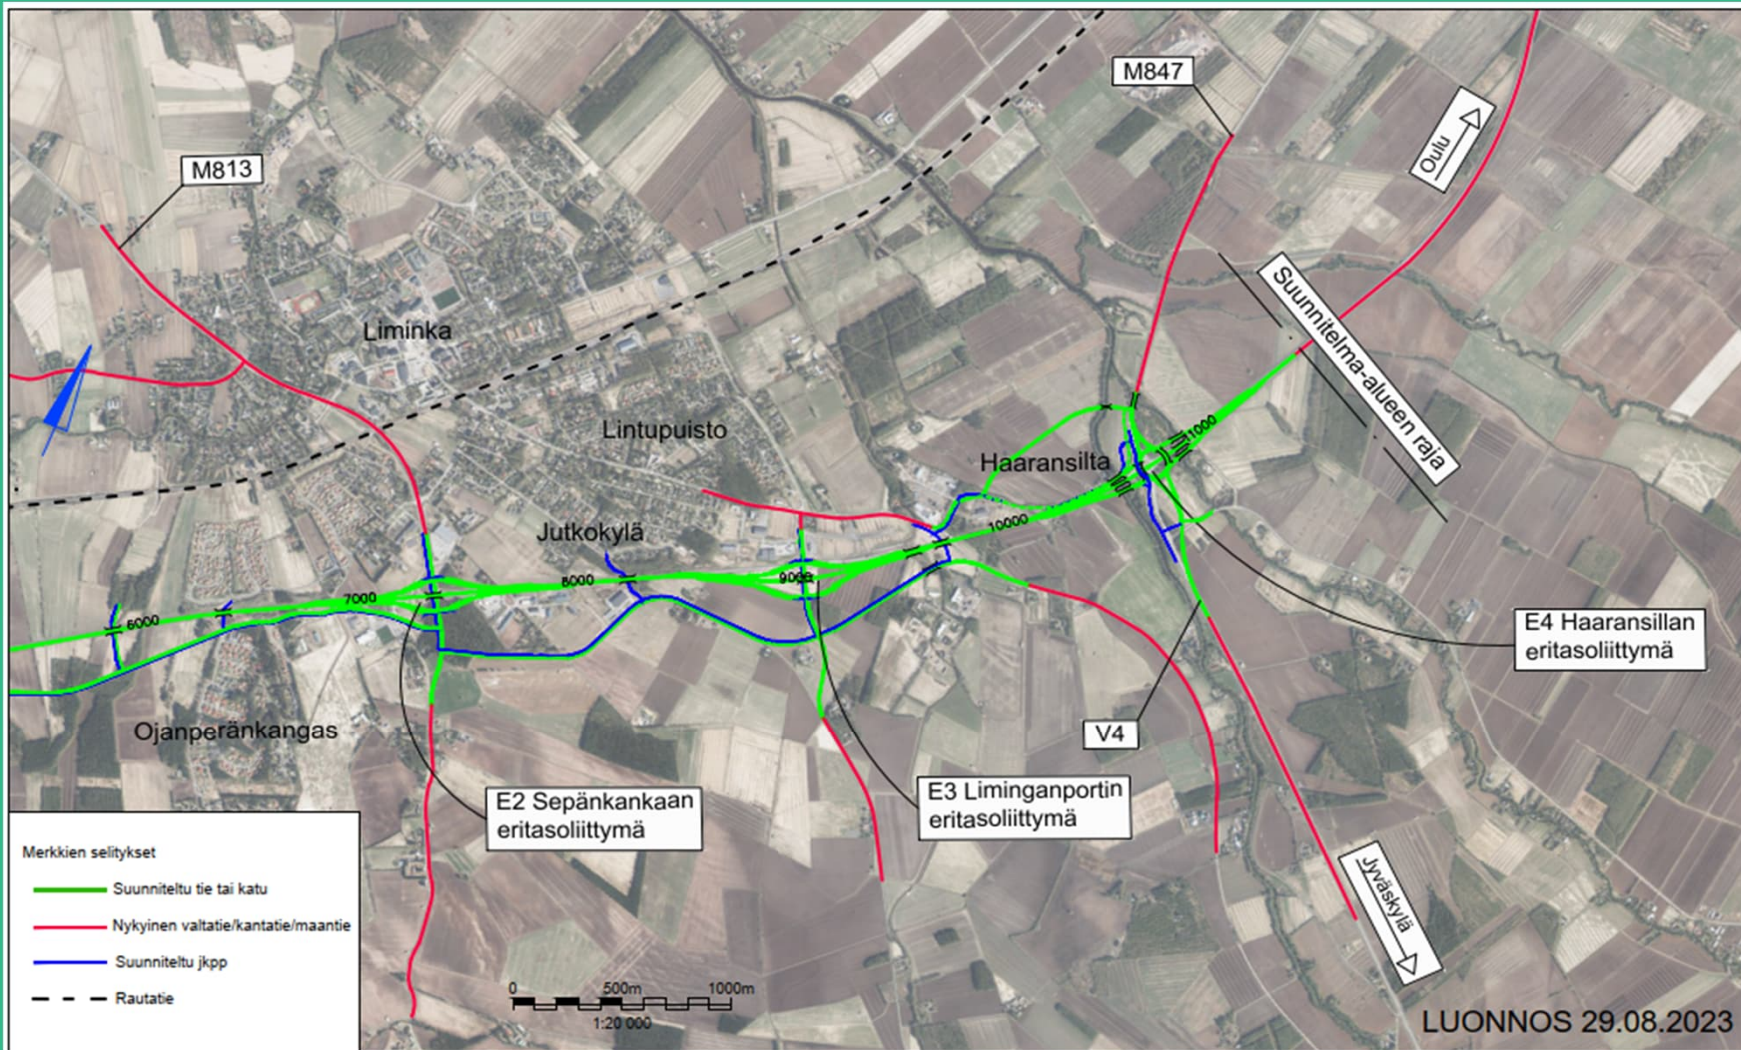 M847
Oulu
M813
Suunnitelma-alueen raja
Liminka
Lintupuisto
Haaransilta
1000
10000
Jutkokylä
9000
8000
7000
6000
E4 Haaransillan
eritasoliittymä
Ojanperänkangas
V4
E2 Sepänkankaan
eritasoliittymä
E3 Liminganportin
eritasoliittymä
Jyväskylä
Merkkien selitykset
Suunniteltu tie tai katu
Nykyinen valtatie/kantatie/maantie
Suunniteltu jkpp
Rautatie
0 500m 1000m
1:20 000
LUONNOS 29.08.2023